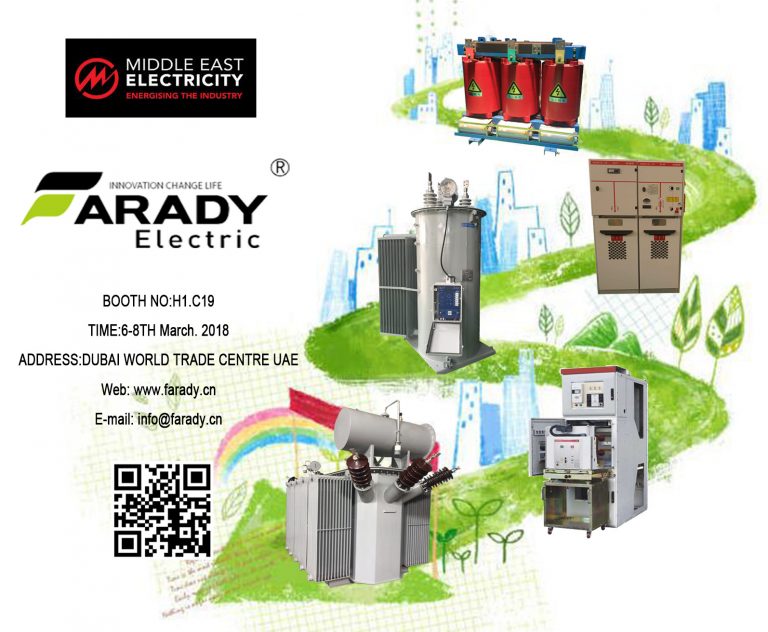 MIDDLE EAST
ELECTRICITY
ENERGISING THE INDUSTRY
INNOVATION CHANGE LIFE
®
FARADY
Electric
BOOTH NO:H1.C19
TIME:6-8TH March. 2018
ADDRESS:DUBAI WORLD TRADE CENTRE UAE
Web: www.farady.cn
E-mail: info@farady.cn